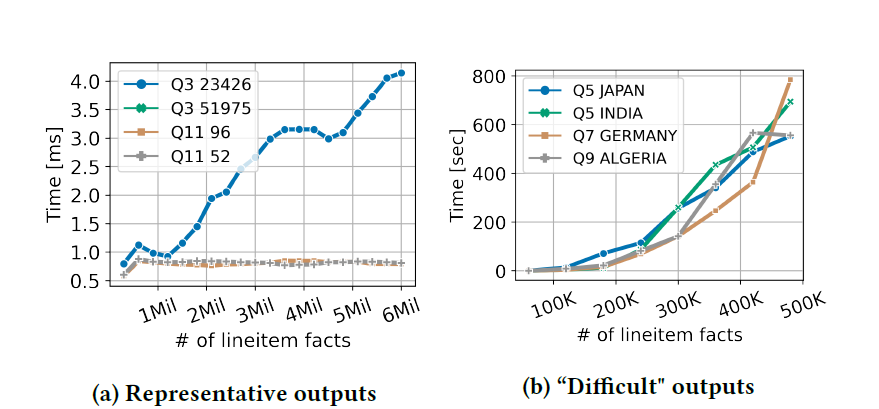 Time [ms]
4.0
3.5
3.0
2.5
2.0
1.5
1.0
0.5
Q3 23426
Q3 51975
Q11 96
Q11 52
1Mil
2Mil
3Mil
4Mil
5Mil
6Mil
# of lineitem facts
(a) Representative outputs
Time [sec]
800
600
400
200
0
Q5 JAPAN
Q5 INDIA
Q7 GERMANY
Q9 ALGERIA
100K
200K
300K
400K
500K
# of lineitem facts
(b) “Difficult" outputs